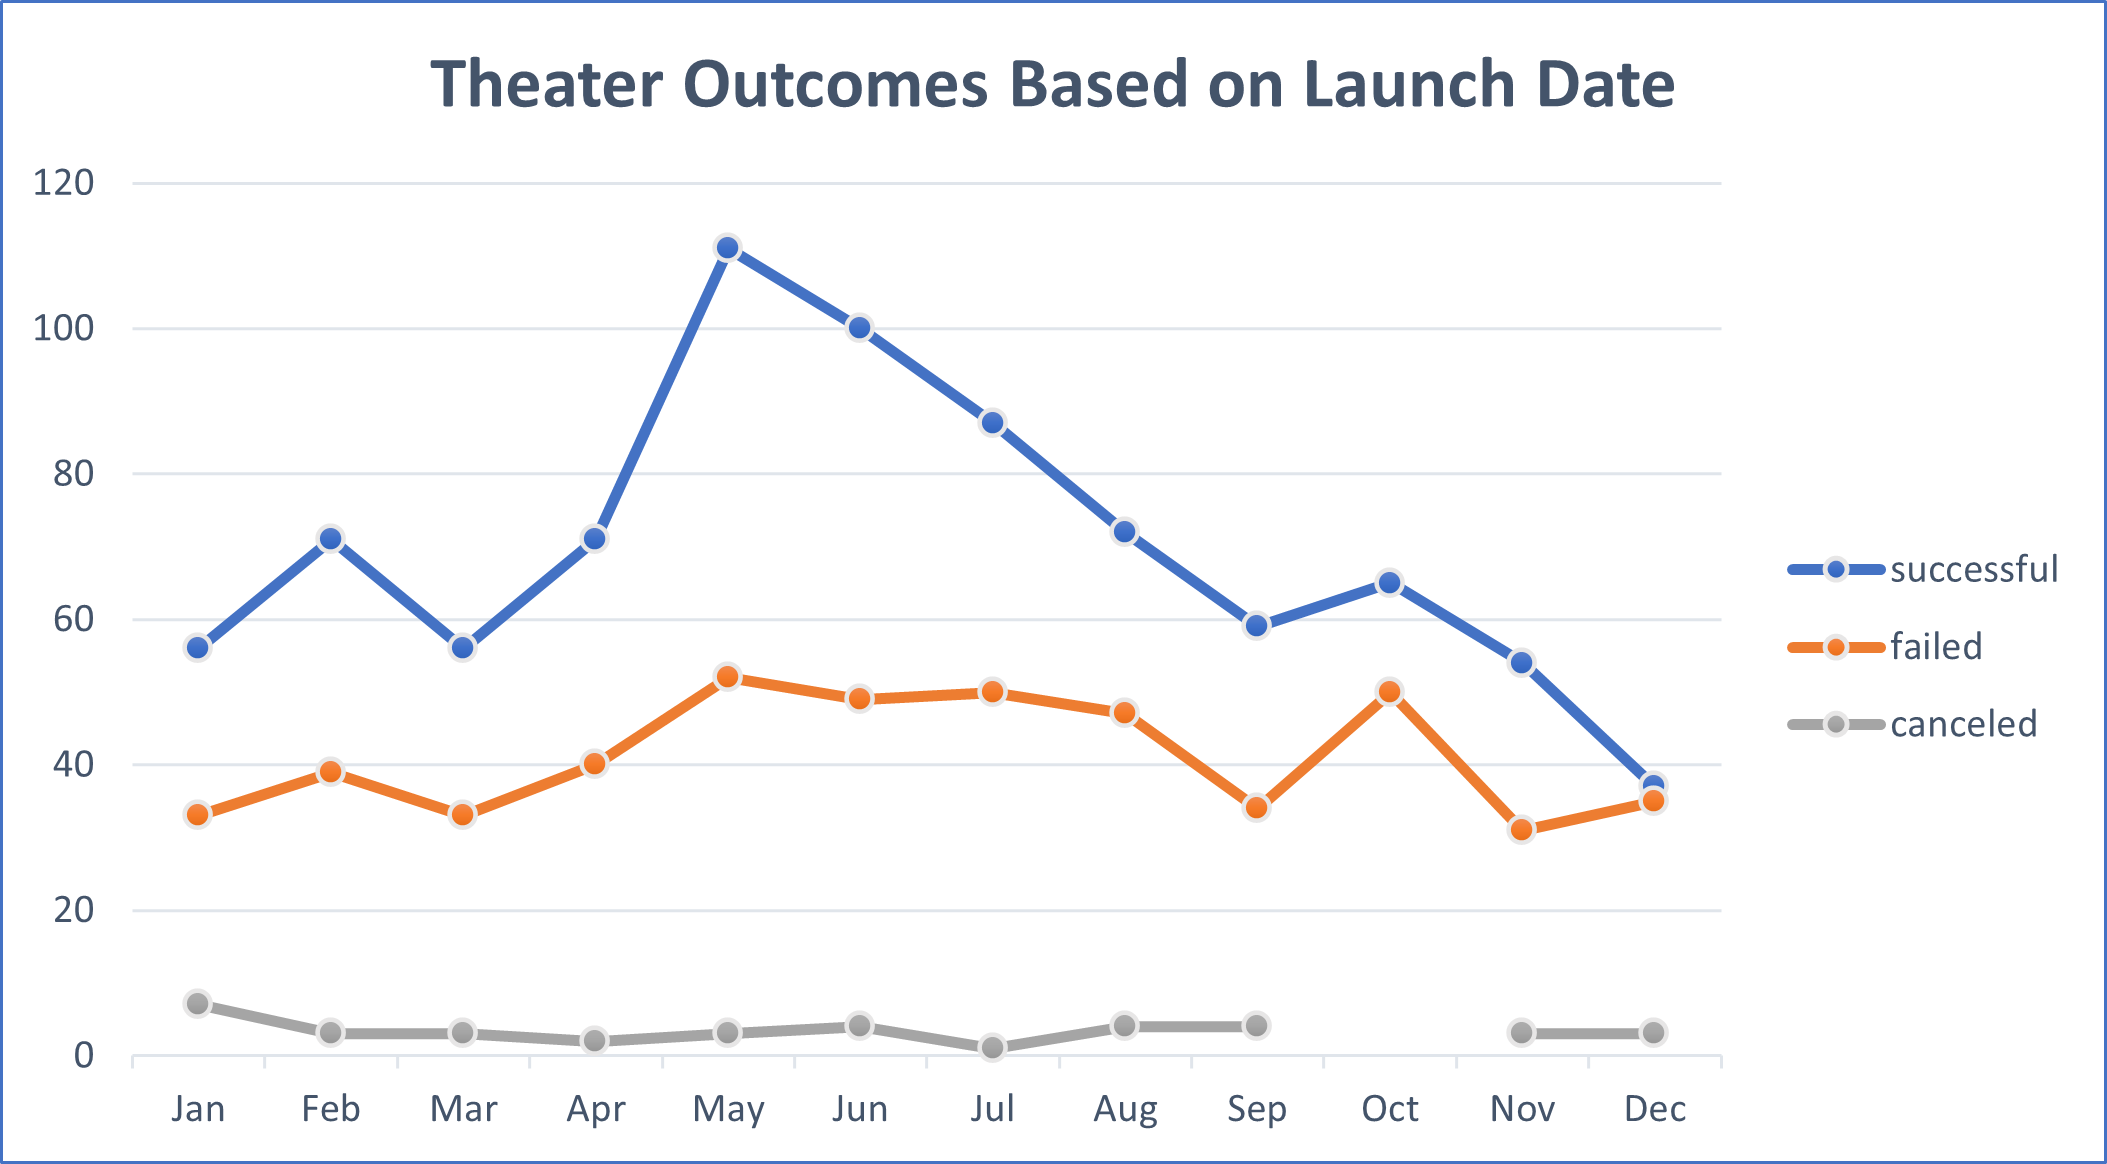 Theater Outcomes Based on Launch Date
120
100
80
60
40
20
0
Jan Feb Mar Apr May Jun Jul Aug Sep Oct Nov Dec
successful
failed
canceled